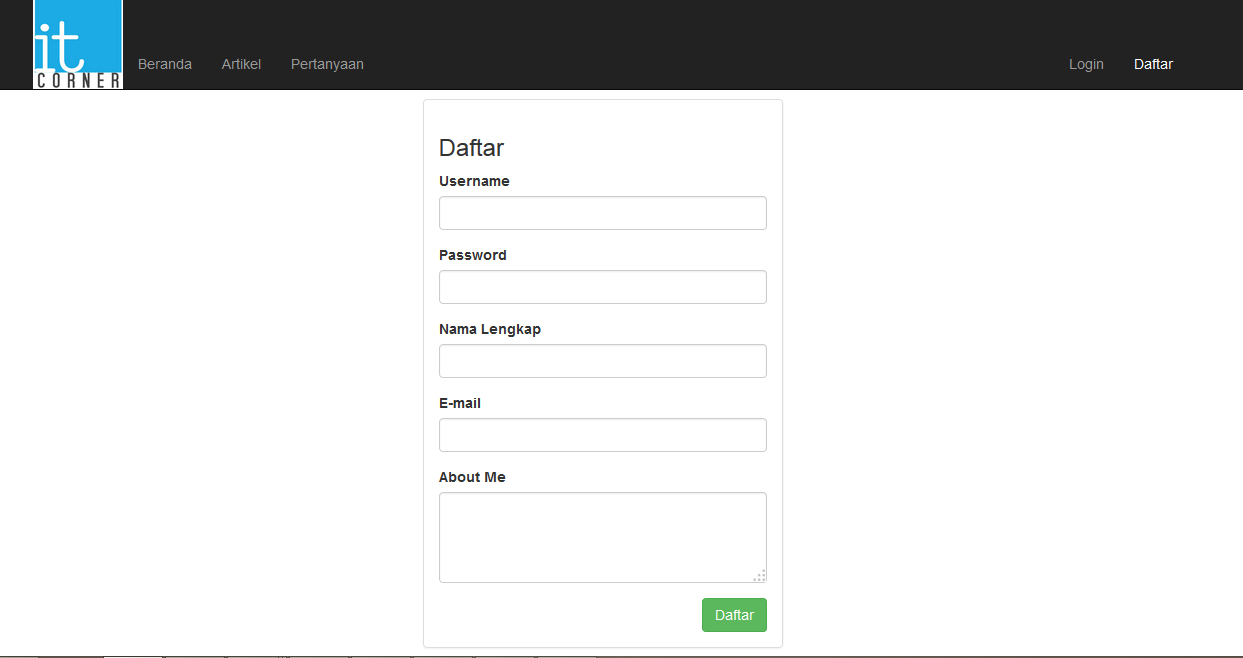 it
CORNER
Beranda Artikel Pertanyaan Login Daftar
Daftar
Username
Password
Nama Lengkap
E-mail
About Me
Daftar